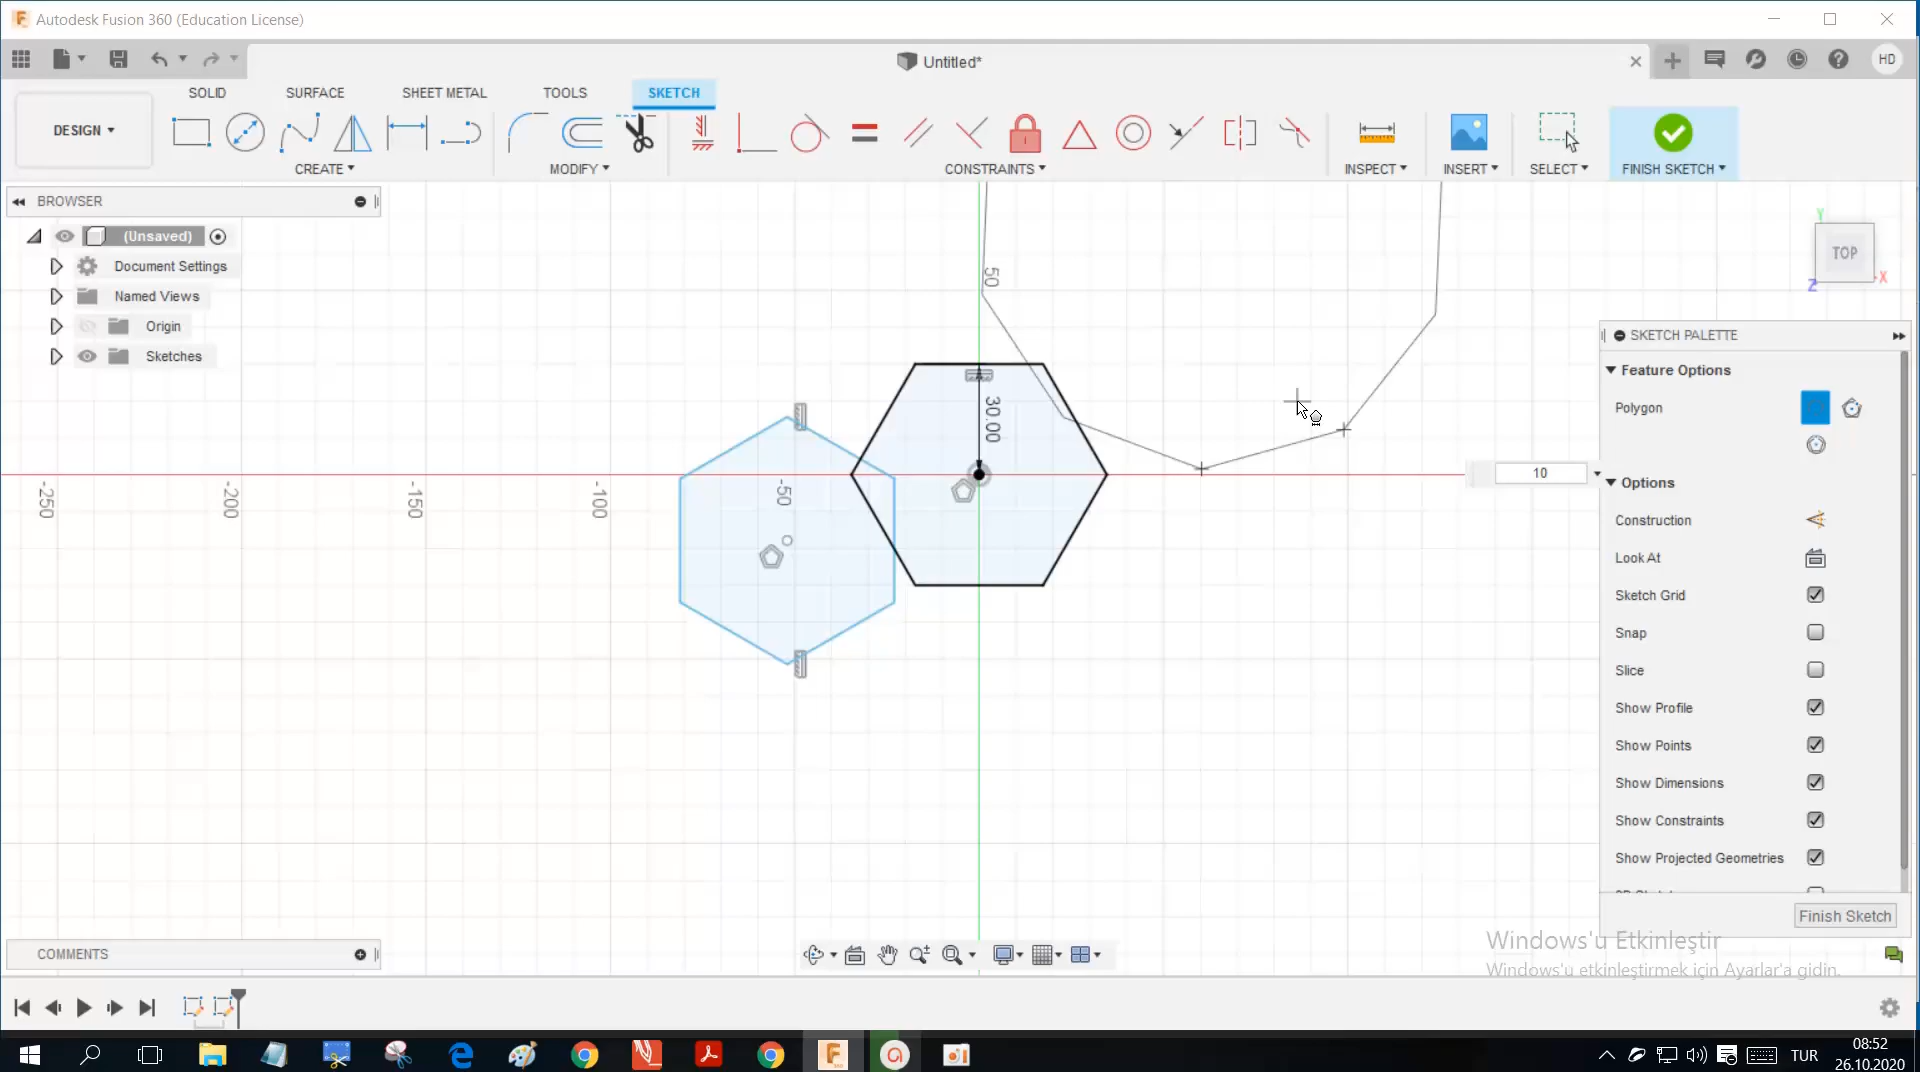 Autodesk Fusion 360 (Education License)
Untitled*
HD
SOLID
SURFACE
SHEET METAL
TOOLS
SKETCH
DESIGN
CREATE
MODIFY
CONSTRAINTS
INSPECT
INSERT
SELECT
FINISH SKETCH
BROWSER
(Unsaved)
Document Settings
Named Views
Origin
Sketches
TOP
Y
X
Z
50
30.00
-250
-200
-150
-100
-50
10
SKETCH PALETTE
Feature Options
Polygon
Options
Construction
Look At
Sketch Grid
Snap
Slice
Show Profile
Show Points
Show Dimensions
Show Constraints
Show Projected Geometries
Finish Sketch
Windows'u Etkinleştir
Windows'u etkinleştirmek için Ayarlar'a gidin.
COMMENTS
TUR
08:52
26.10.2020